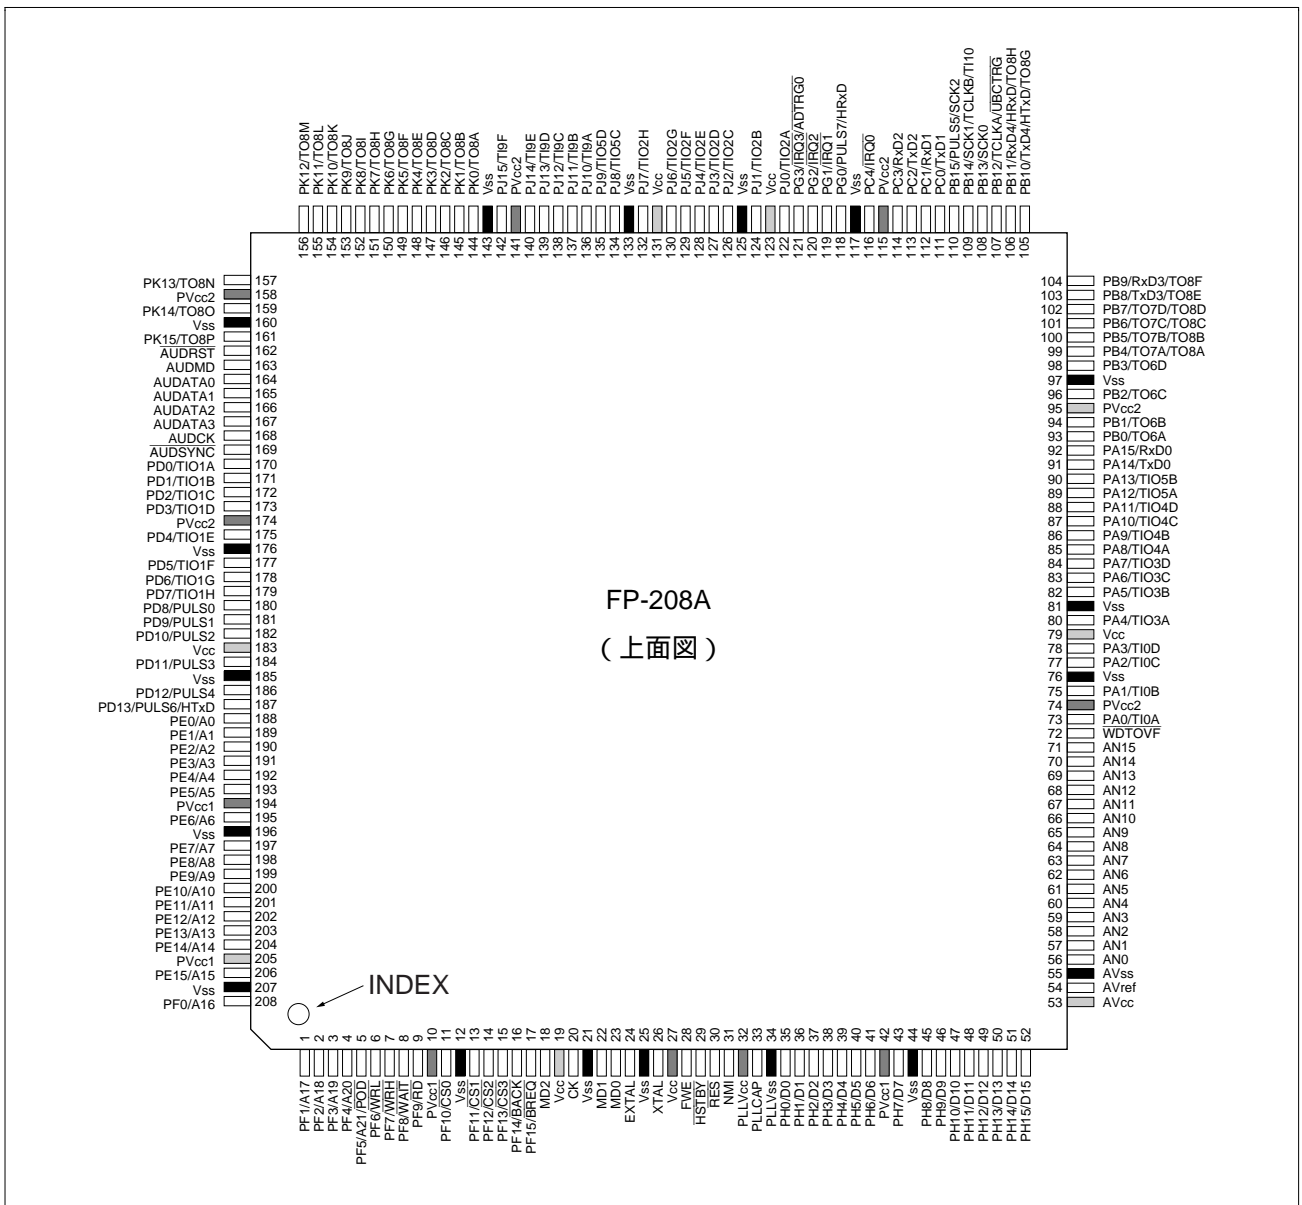 PK12/TO8M
PK11/TO8L
PK10/TO8K
PK9/TO8J
PK8/TO8I
PK7/TO8H
PK6/TO8G
PK5/TO8F
PK4/TO8E
PK3/TO8D
PK2/TO8C
PK1/TO8B
PK0/TO8A
Vss
PJ15/TI9F
PVcc2
PJ14/TI9E
PJ13/TI9D
PJ12/TI9C
PJ11/TI9B
PJ10/TI9A
PJ9/TIO5D
PJ8/TIO5C
Vss
PJ7/TIO2H
Vcc
PJ6/TIO2G
PJ5/TIO2F
PJ4/TIO2E
PJ3/TIO2D
PJ2/TIO2C
Vss
PJ1/TIO2B
Vcc
PJ0/TIO2A
PG3/IRQ3/ADTRG0
PG2/IRQ2
PG1/IRQ1
PG0/PULS7/HRxD
Vss
PC4/IRQ0
PVcc2
PC3/RxD2
PC2/TxD2
PC1/RxD1
PC0/TxD1
PB15/PULS5/SCK2
PB14/SCK1/TCLKB/TI10
PB13/SCK0
PB12/TCLKA/UBCTRG
PB11/RxD4/HRxD/TO8H
PB10/TxD4/HTxD/TO8G
156
155
154
153
152
151
150
149
148
147
146
145
144
143
142
141
140
139
138
137
136
135
134
133
132
131
130
129
128
127
126
125
124
123
122
121
120
119
118
117
116
115
114
113
112
111
110
109
108
107
106
105
PK13/TO8N 157
PVcc2 158
PK14/TO8O 159
Vss 160
PK15/TO8P 161
AUDRST 162
AUDMD 163
AUDATA0 164
AUDATA1 165
AUDATA2 166
AUDATA3 167
AUDCK 168
AUDSYNC 169
PD0/TIO1A 170
PD1/TIO1B 171
PD2/TIO1C 172
PD3/TIO1D 173
PVcc2 174
PD4/TIO1E 175
Vss 176
PD5/TIO1F 177
PD6/TIO1G 178
PD7/TIO1H 179
PD8/PULS0 180
PD9/PULS1 181
PD10/PULS2 182
Vcc 183
PD11/PULS3 184
Vss 185
PD12/PULS4 186
PD13/PULS6/HTxD 187
PE0/A0 188
PE1/A1 189
PE2/A2 190
PE3/A3 191
PE4/A4 192
PE5/A5 193
PVcc1 194
PE6/A6 195
Vss 196
PE7/A7 197
PE8/A8 198
PE9/A9 199
PE10/A10 200
PE11/A11 201
PE12/A12 202
PE13/A13 203
PE14/A14 204
PVcc1 205
PE15/A15 206
Vss 207
PF0/A16 208
FP-208A
(上面図)
INDEX
104 PB9/RxD3/TO8F
103 PB8/TxD3/TO8E
102 PB7/TO7D/TO8D
101 PB6/TO7C/TO8C
100 PB5/TO7B/TO8B
99 PB4/TO7A/TO8A
98 PB3/TO6D
97 Vss
96 PB2/TO6C
95 PVcc2
94 PB1/TO6B
93 PB0/TO6A
92 PA15/RxD0
91 PA14/TxD0
90 PA13/TIO5B
89 PA12/TIO5A
88 PA11/TIO4D
87 PA10/TIO4C
86 PA9/TIO4B
85 PA8/TIO4A
84 PA7/TIO3D
83 PA6/TIO3C
82 PA5/TIO3B
81 Vss
80 PA4/TIO3A
79 Vcc
78 PA3/TI0D
77 PA2/TI0C
76 Vss
75 PA1/TI0B
74 PVcc2
73 PA0/TI0A
72 WDTOVF
71 AN15
70 AN14
69 AN13
68 AN12
67 AN11
66 AN10
65 AN9
64 AN8
63 AN7
62 AN6
61 AN5
60 AN4
59 AN3
58 AN2
57 AN1
56 AN0
55 AVss
54 AVref
53 AVcc
1
2
3
4
5
6
7
8
9
10
11
12
13
14
15
16
17
18
19
20
21
22
23
24
25
26
27
28
29
30
31
32
33
34
35
36
37
38
39
40
41
42
43
44
45
46
47
48
49
50
51
52
PF1/A17
PF2/A18
PF3/A19
PF4/A20
PF5/A21/POD
PF6/WRL
PF7/WRH
PF8/WAIT
PF9/RD
PVcc1
PF10/CS0
Vss
PF11/CS1
PF12/CS2
PF13/CS3
PF14/BACK
PF15/BREQ
MD2
Vcc
CK
Vss
MD1
MD0
EXTAL
Vss
XTAL
Vcc
FWE
HSTBY
RES
NMI
PLLVcc
PLLCAP
PLLVss
PH0/D0
PH1/D1
PH2/D2
PH3/D3
PH4/D4
PH5/D5
PH6/D6
PVcc1
PH7/D7
Vss
PH8/D8
PH9/D9
PH10/D10
PH11/D11
PH12/D12
PH13/D13
PH14/D14
PH15/D15